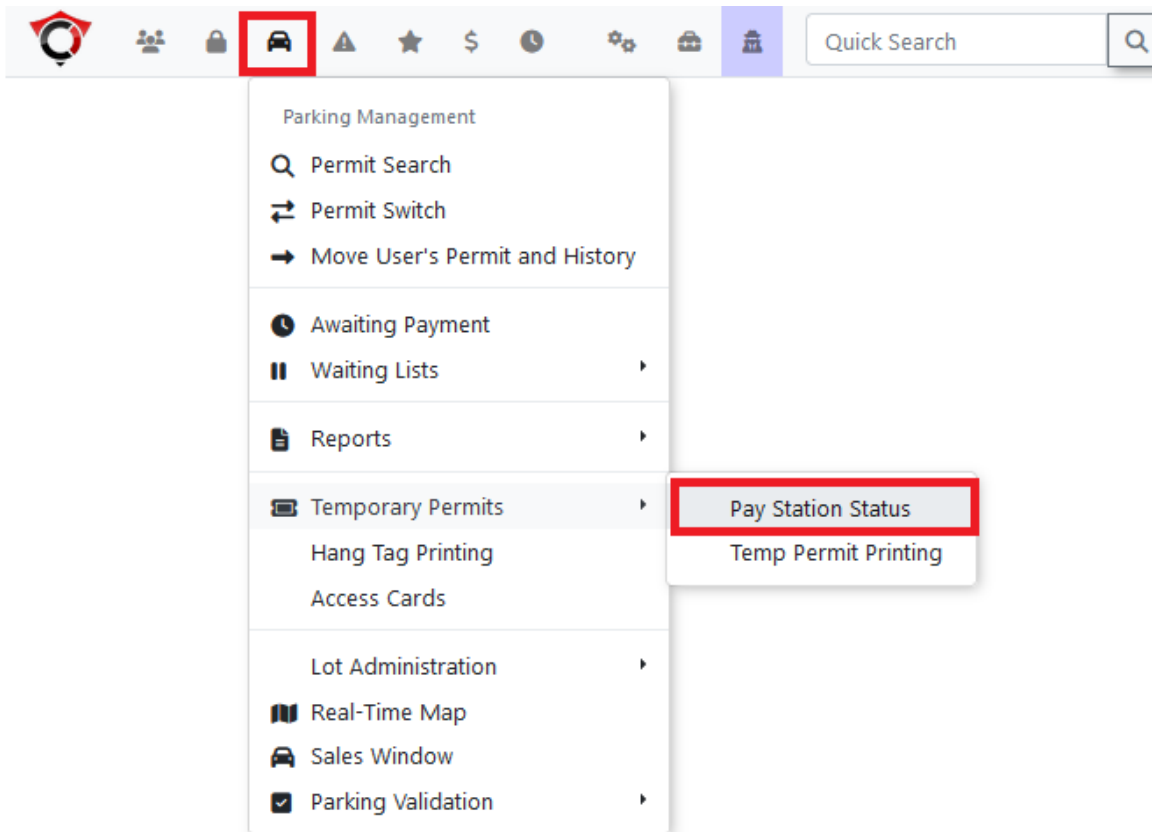 Quick Search
Parking Management
Permit Search
Permit Switch
Move User's Permit and History
Awaiting Payment
Waiting Lists
Reports
Temporary Permits
Pay Station Status
Hang Tag Printing
Temp Permit Printing
Access Cards
Lot Administration
Real-Time Map
Sales Window
Parking Validation